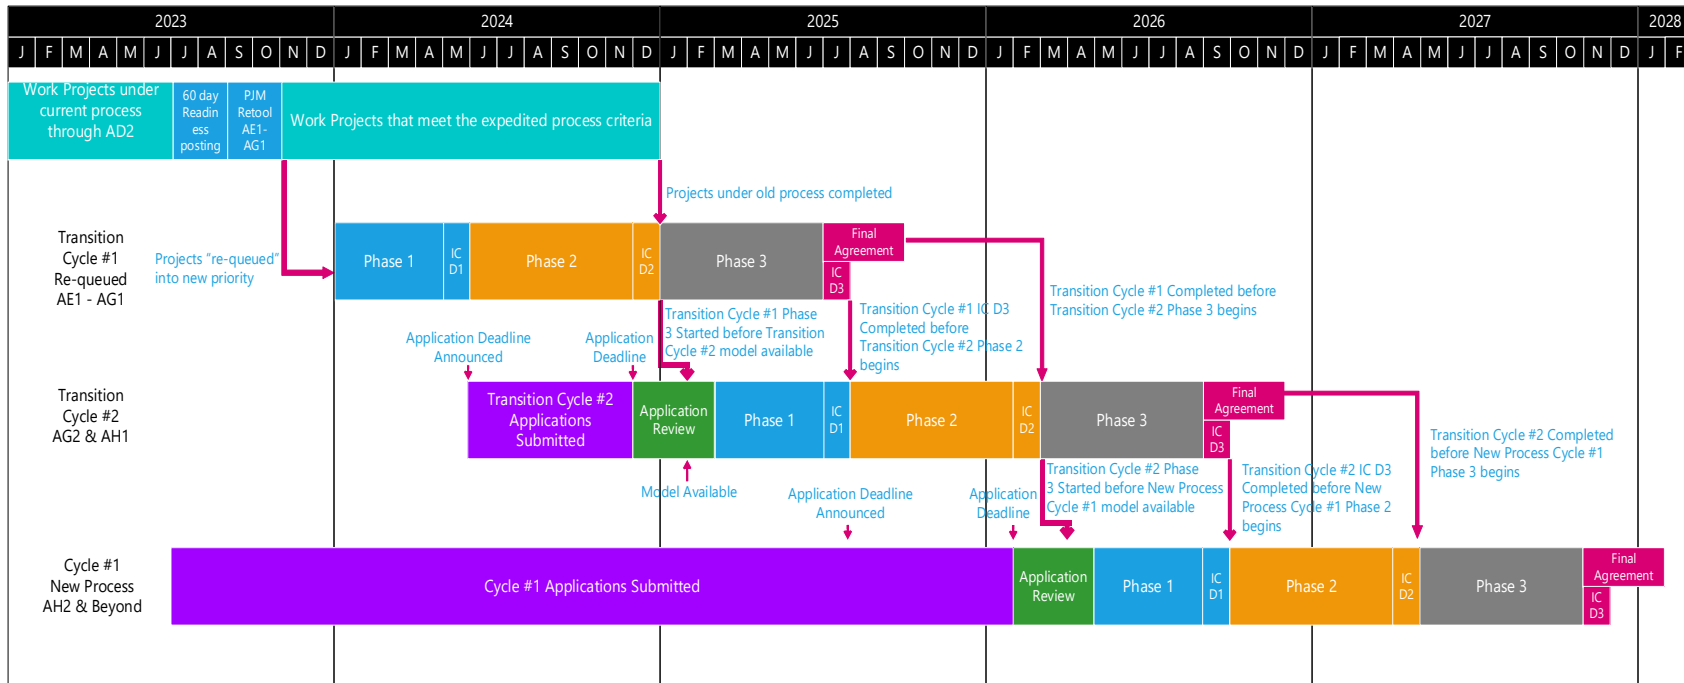 2023 2024 2025 2026 2027 2028
J F M A M J J A S O N D J F M A M J J A S O N D J F M A M J J A S O N D J F M A M J J A S O N D J F M A M J J A S O N D J F
Work Projects under
current process
through AD2
60 day
Readin
ess
posting
PJM
Retool
AE1-
AG1
Work Projects that meet the expedited process criteria
Projects under old process completed
Transition
Cycle #1
Re-queued
AE1 - AG1
Projects “re-queued”
into new priority
Phase 1
IC
D1
Phase 2
IC
D2
Phase 3
Final
Agreement
IC
D3
Transition Cycle #1 Phase
3 Started before Transition
Cycle #2 model available
Transition Cycle #1 IC D3
Completed before
Transition Cycle #2 Phase 2
begins
Transition Cycle #1 Completed before
Transition Cycle #2 Phase 3 begins
Application Deadline
Announced
Application
Deadline
Transition
Cycle #2
AG2 & AH1
Transition Cycle #2
Applications
Submitted
Application
Review
Phase 1
IC
D1
Phase 2
IC
D2
Phase 3
Final
Agreement
IC
D3
Model Available
Application Deadline
Announced
Application
Deadline
Transition Cycle #2 Phase
3 Started before New Process
Cycle #1 model available
Transition Cycle #2 IC D3
Completed before New
Process Cycle #1 Phase 2
begins
Transition Cycle #2 Completed
before New Process Cycle #1
Phase 3 begins
Cycle #1
New Process
AH2 & Beyond
Cycle #1 Applications Submitted
Application
Review
Phase 1
IC
D1
Phase 2
IC
D2
Phase 3
Final
Agreement
IC
D3